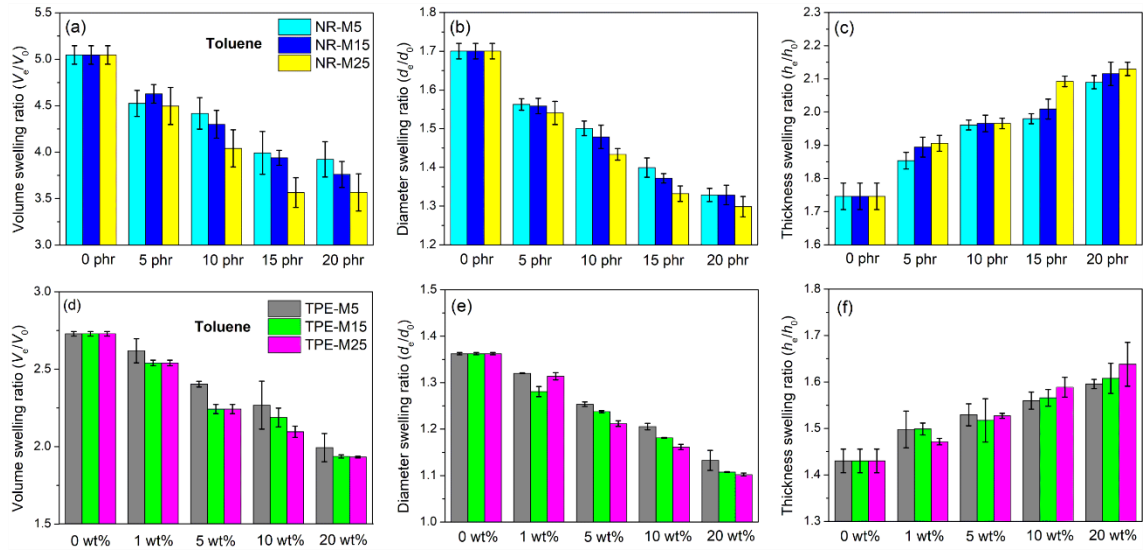 (a)
NR-M5
NR-M15
NR-M25
Toluene
Volume swelling ratio (Ve/V0)
5.0
4.5
4.0
3.5
3.0
0 phr 5 phr 10 phr 15 phr 20 phr
(b)
Diameter swelling ratio (de/d0)
1.7
1.6
1.5
1.4
1.3
1.2
0 phr 5 phr 10 phr 15 phr 20 phr
(c)
Thickness swelling ratio (he/h0)
2.2
2.1
2.0
1.9
1.8
1.7
1.6
0 phr 5 phr 10 phr 15 phr 20 phr
(d)
TPE-M5
TPE-M15
TPE-M25
Toluene
Volume swelling ratio (Ve/V0)
3.0
2.5
2.0
1.5
0 wt% 1 wt% 5 wt% 10 wt% 20 wt%
(e)
Diameter swelling ratio (de/d0)
1.4
1.3
1.2
1.1
1.0
0 wt% 1 wt% 5 wt% 10 wt% 20 wt%
(f)
Thickness swelling ratio (he/h0)
1.8
1.7
1.6
1.5
1.4
1.3
0 wt% 1 wt% 5 wt% 10 wt% 20 wt%